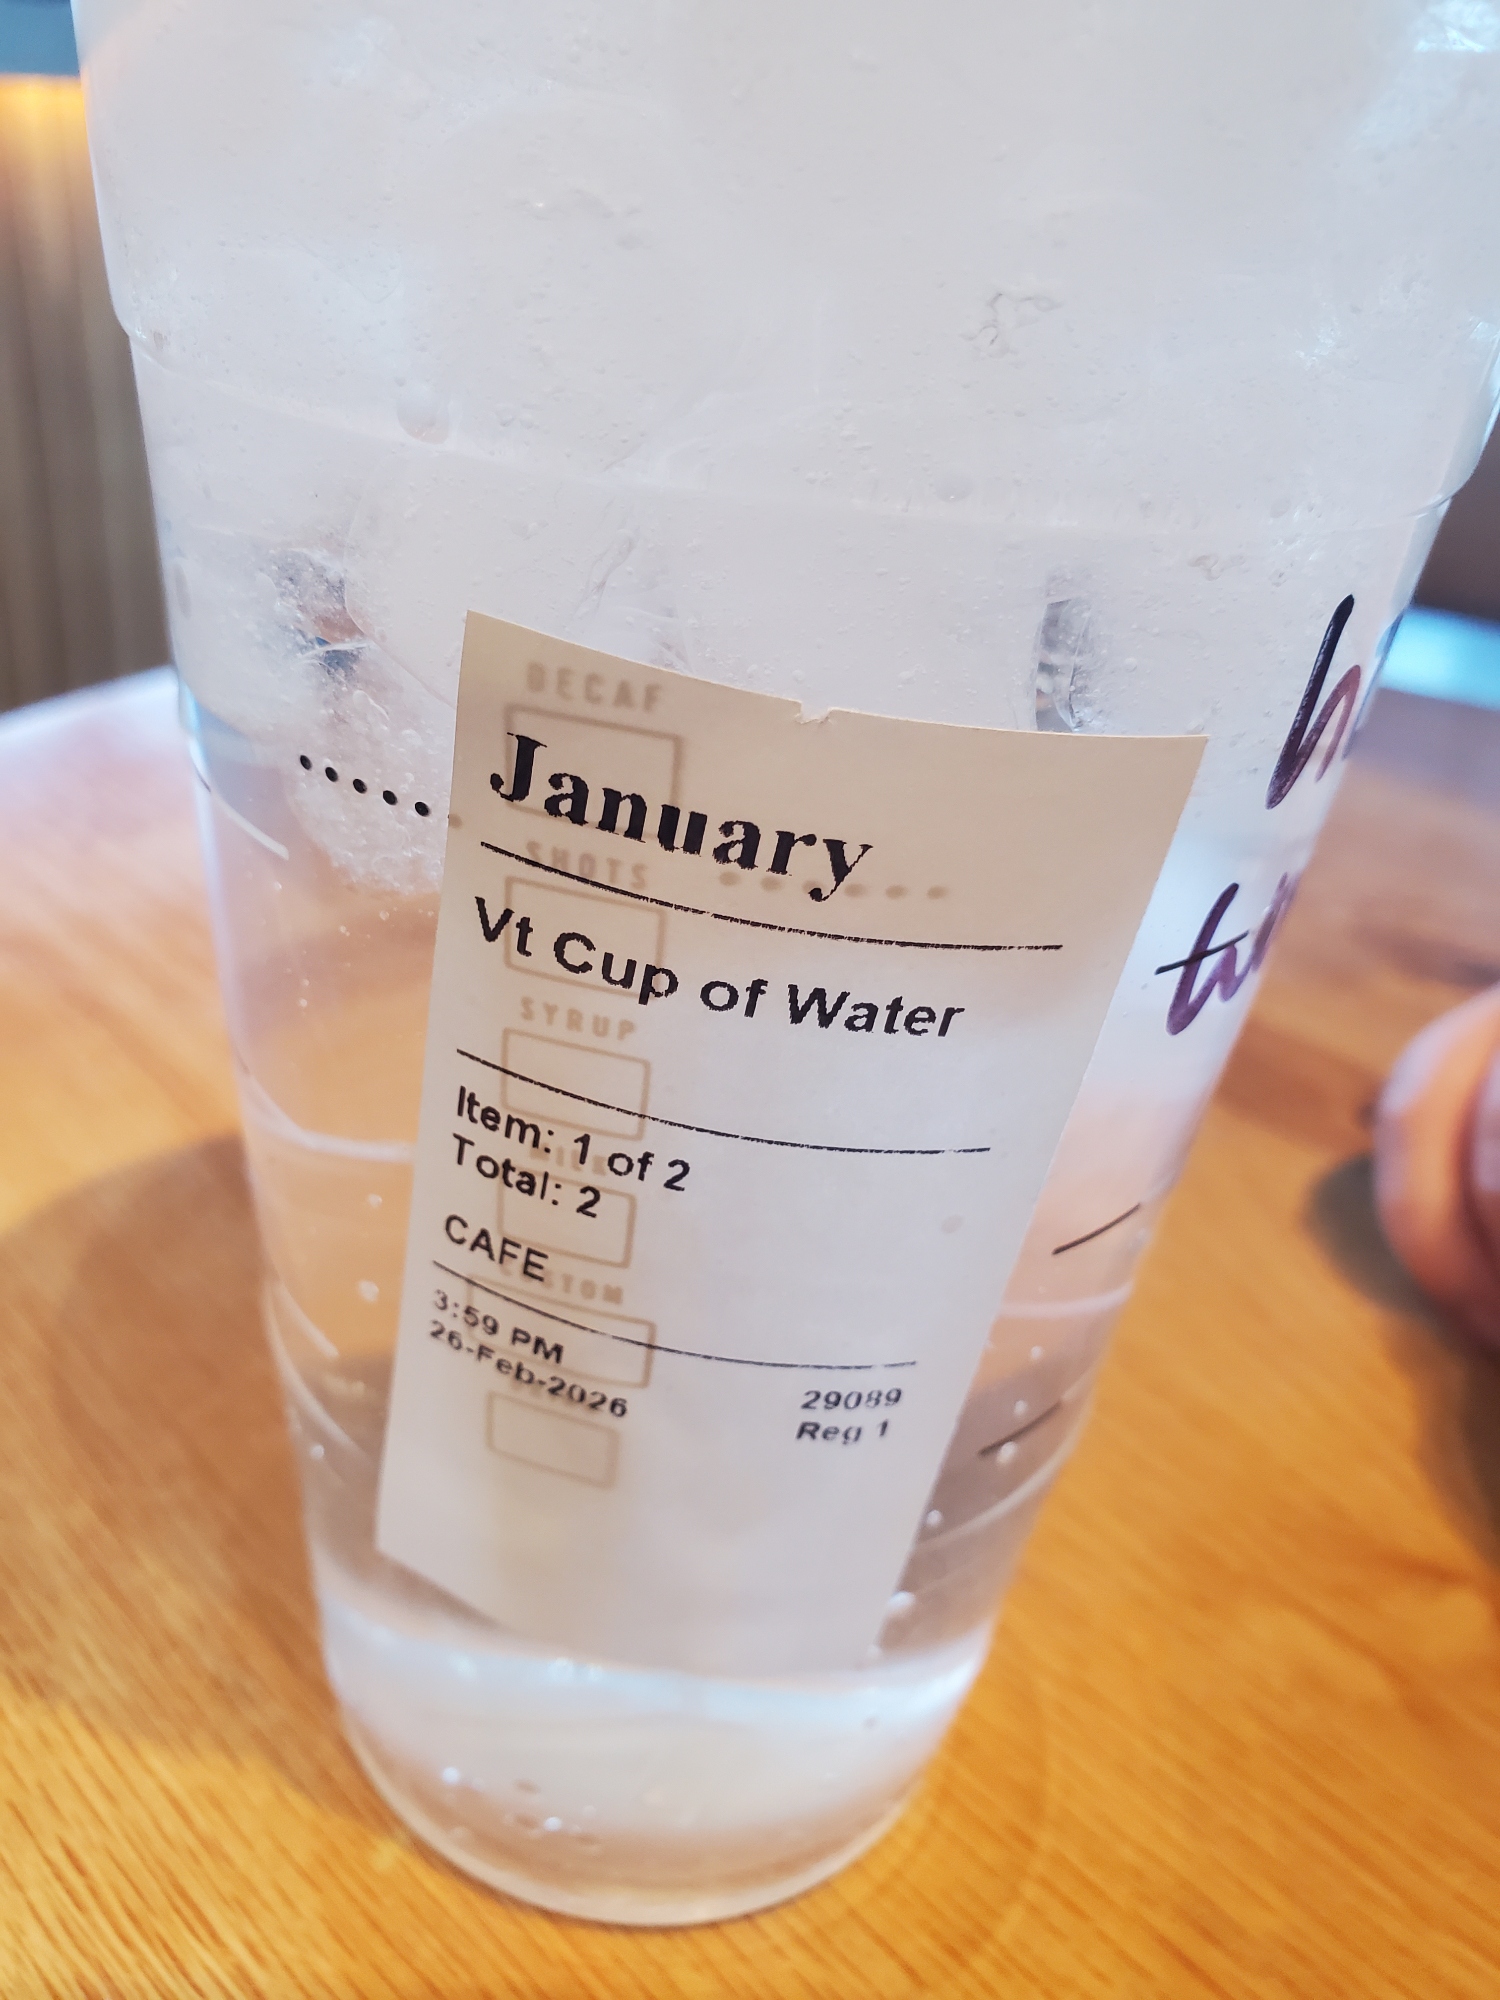 DECAF
January
SHOTS
Vt Cup of Water
SYRUP
Item: 1 of 2
Total: 2
CAFE
3:59 PM
26-Feb-2026
29089
Reg 1